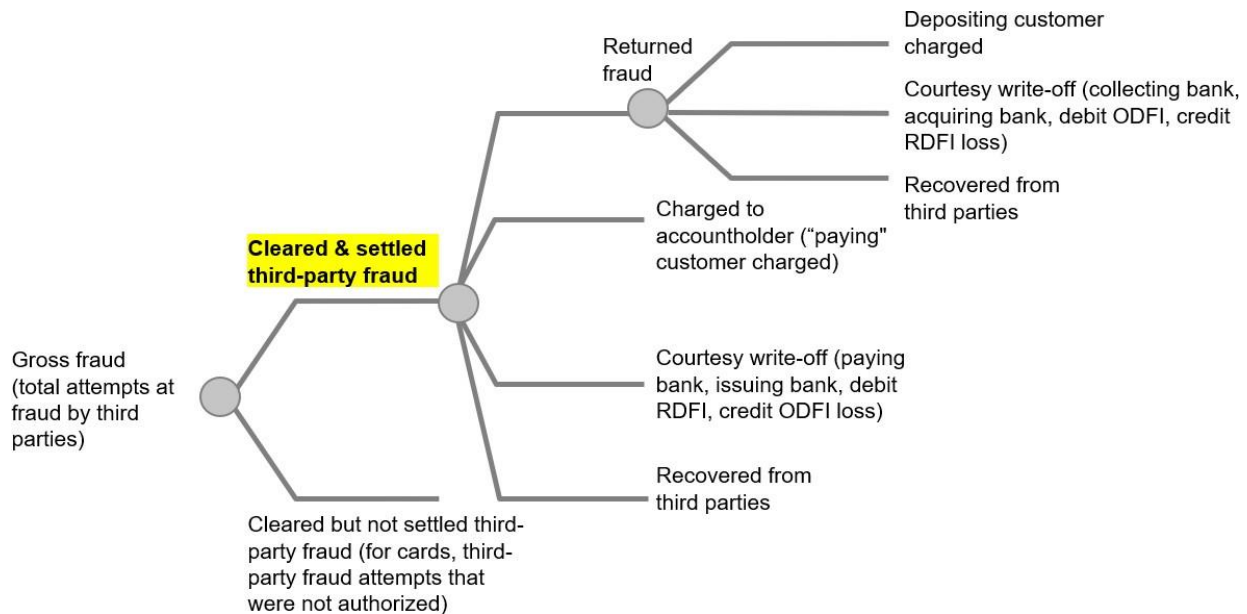 Gross fraud
(total attempts at
fraud by third
parties)
Cleared & settled
third-party fraud
Cleared but not settled third-
party fraud (for cards, third-
party fraud attempts that
were not authorized)
Returned
fraud
Depositing customer
charged
Courtesy write-off (collecting bank,
acquiring bank, debit ODFI, credit
RDFI loss)
Recovered from
third parties
Charged to
accountholder (“paying"
customer charged)
Courtesy write-off (paying
bank, issuing bank, debit
RDFI, credit ODFI loss)
Recovered from
third parties